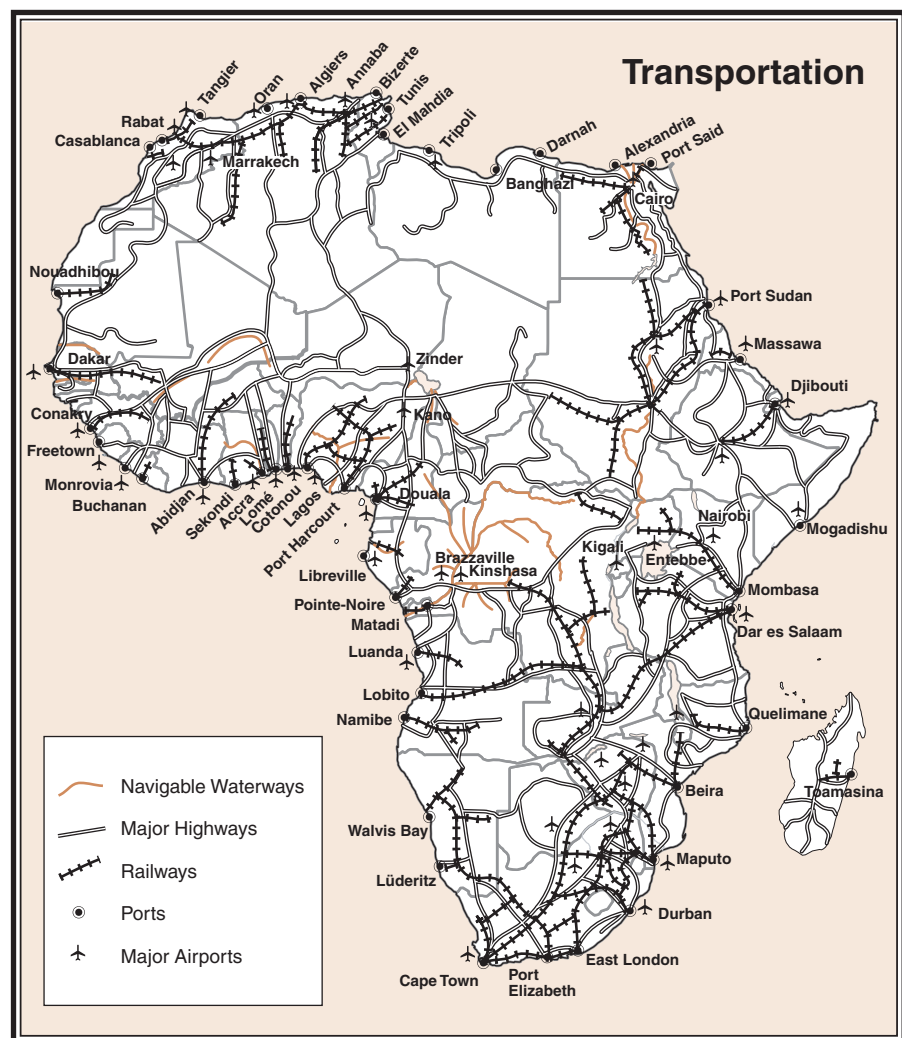 Transportation
Tangier
Oran
Algiers
Annaba
Bizerte
Tunis
El Mahdia
Tripoli
Rabat
Casablanca
Marrakech
Darnah
Banghazi
Alexandria
Port Said
Cairo
Nouadhibou
Port Sudan
Massawa
Djibouti
Dakar
Zinder
Kano
Conakry
Freetown
Monrovia
Buchanan
Abidjan
Sekondi
Accra
Lomé
Cotonou
Lagos
Port Harcourt
Douala
Libreville
Brazzaville
Kinshasa
Kigali
Nairobi
Entebbe
Mogadishu
Mombasa
Dar es Salaam
Pointe-Noire
Matadi
Luanda
Lobito
Namibe
Quelimane
Toamasina
Beira
Walvis Bay
Lüderitz
Maputo
Durban
East London
Port
Elizabeth
Cape Town
Navigable Waterways
Major Highways
Railways
Ports
Major Airports